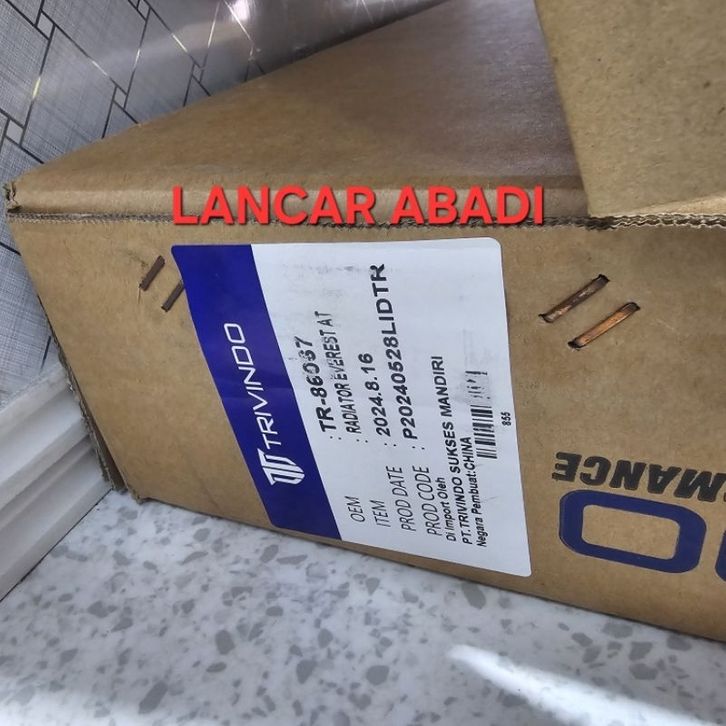 LANCAR ABADI
TRIVINDO
OEM : TR-86067
ITEM : RADIATOR EVEREST AT
PROD DATE : 2024.8.16
PROD CODE : P20240528LIDTR
Di Import Oleh
PT.TRIVINDO SUKSES MANDIRI
Negara Pembuat:CHINA
855